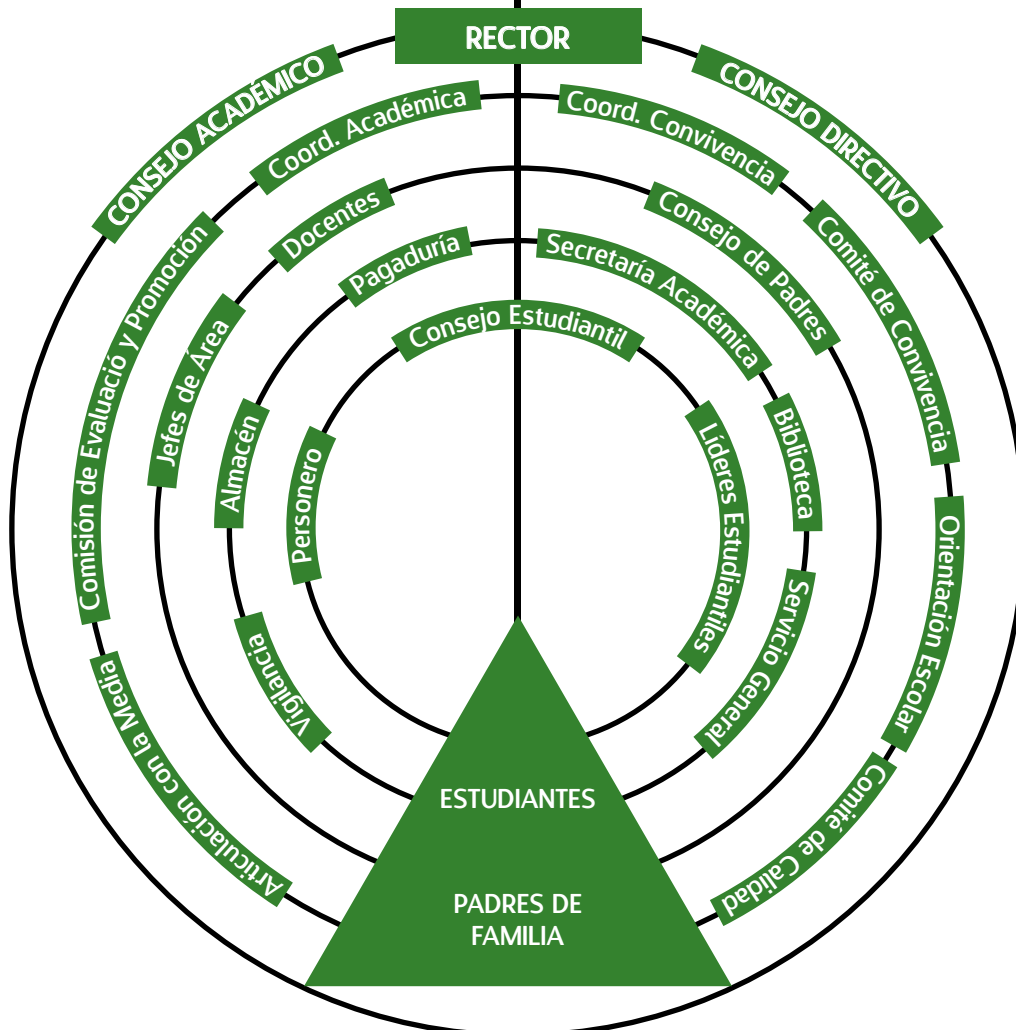 RECTOR
CONSEJO ACADÉMICO
CONSEJO DIRECTIVO
Coord. Académica
Coord. Convivencia
Comisión de Evaluació y Promoción
Comité de Convivencia
Articulación con la Media
Orientación Escolar
Comité de Calidad
Docentes
Consejo de Padres
Jefes de Área
Pagaduría
Secretaría Académica
Almacén
Biblioteca
Vigilancia
Servicio General
Consejo Estudiantil
Personero
Líderes Estudiantiles
ESTUDIANTES
PADRES DE
FAMILIA